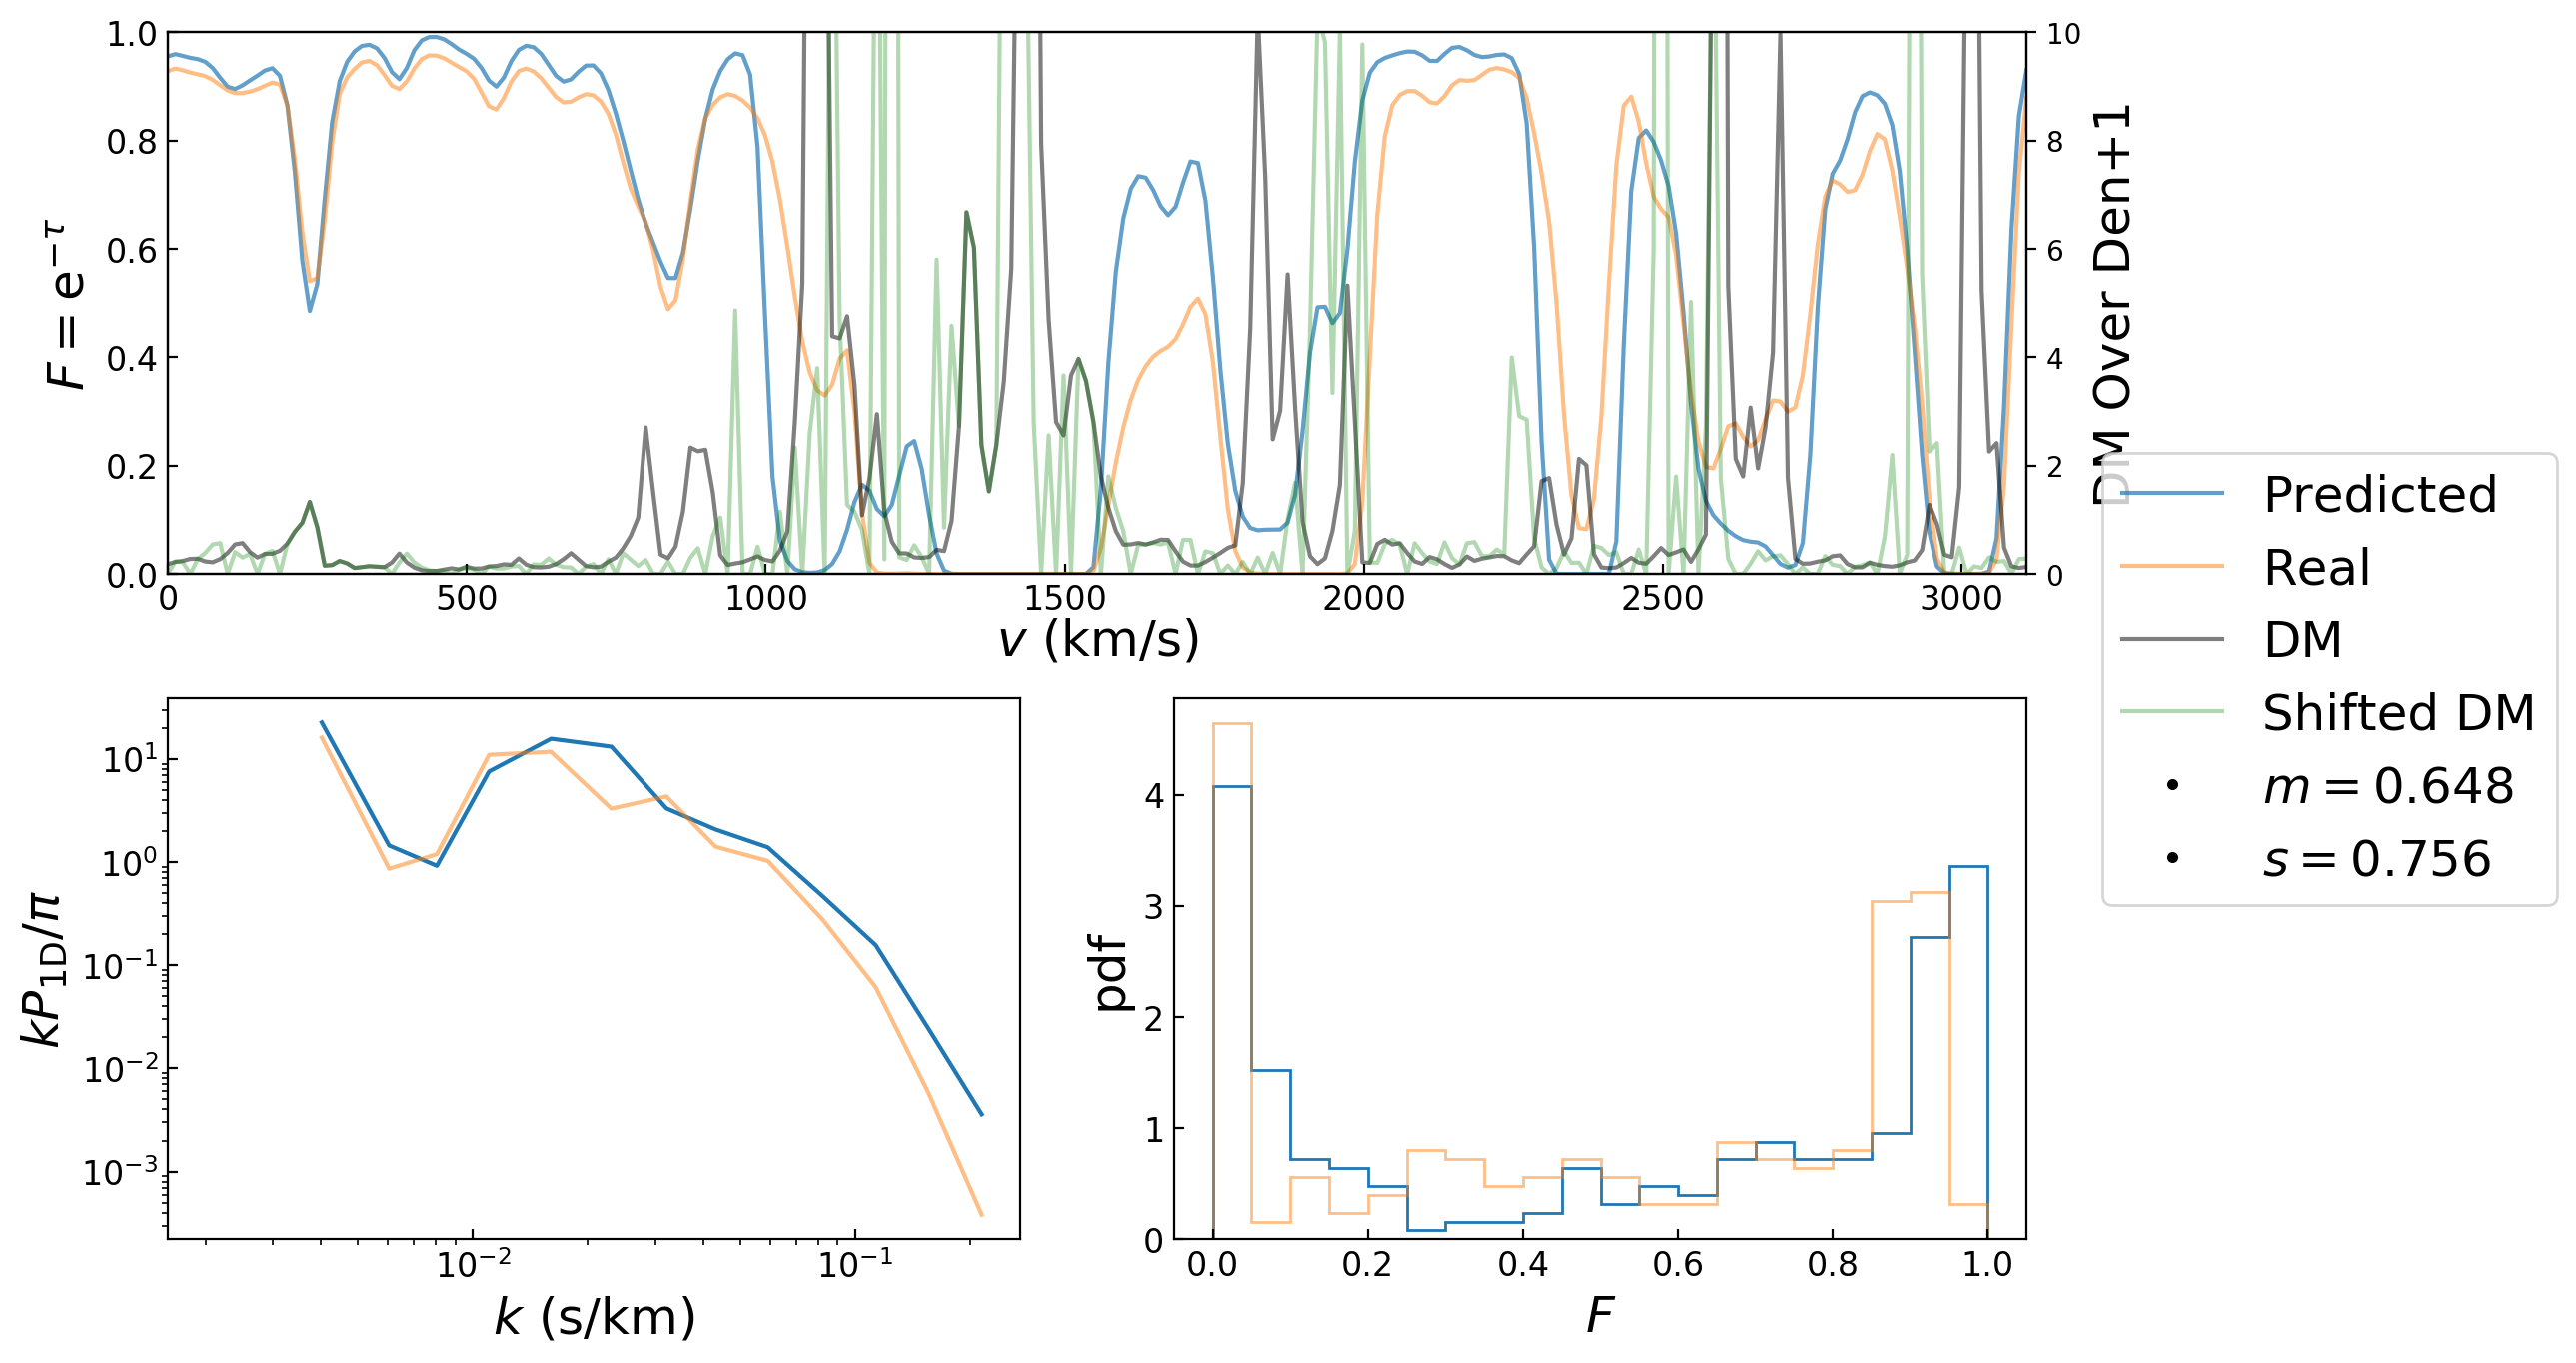 1.0
0.8
0.6
0.4
0.2
0.0
F = e^{−τ}
10
8
6
4
2
0
DM Over Den+1
0 500 1000 1500 2000 2500 3000
v (km/s)
Predicted
Real
DM
Shifted DM
m = 0.648
s = 0.756
10^1
10^0
10^{−1}
10^{−2}
10^{−3}
kP_{1D}/π
10^{−2} 10^{−1}
k (s/km)
4
3
2
1
0
pdf
0.0 0.2 0.4 0.6 0.8 1.0
F